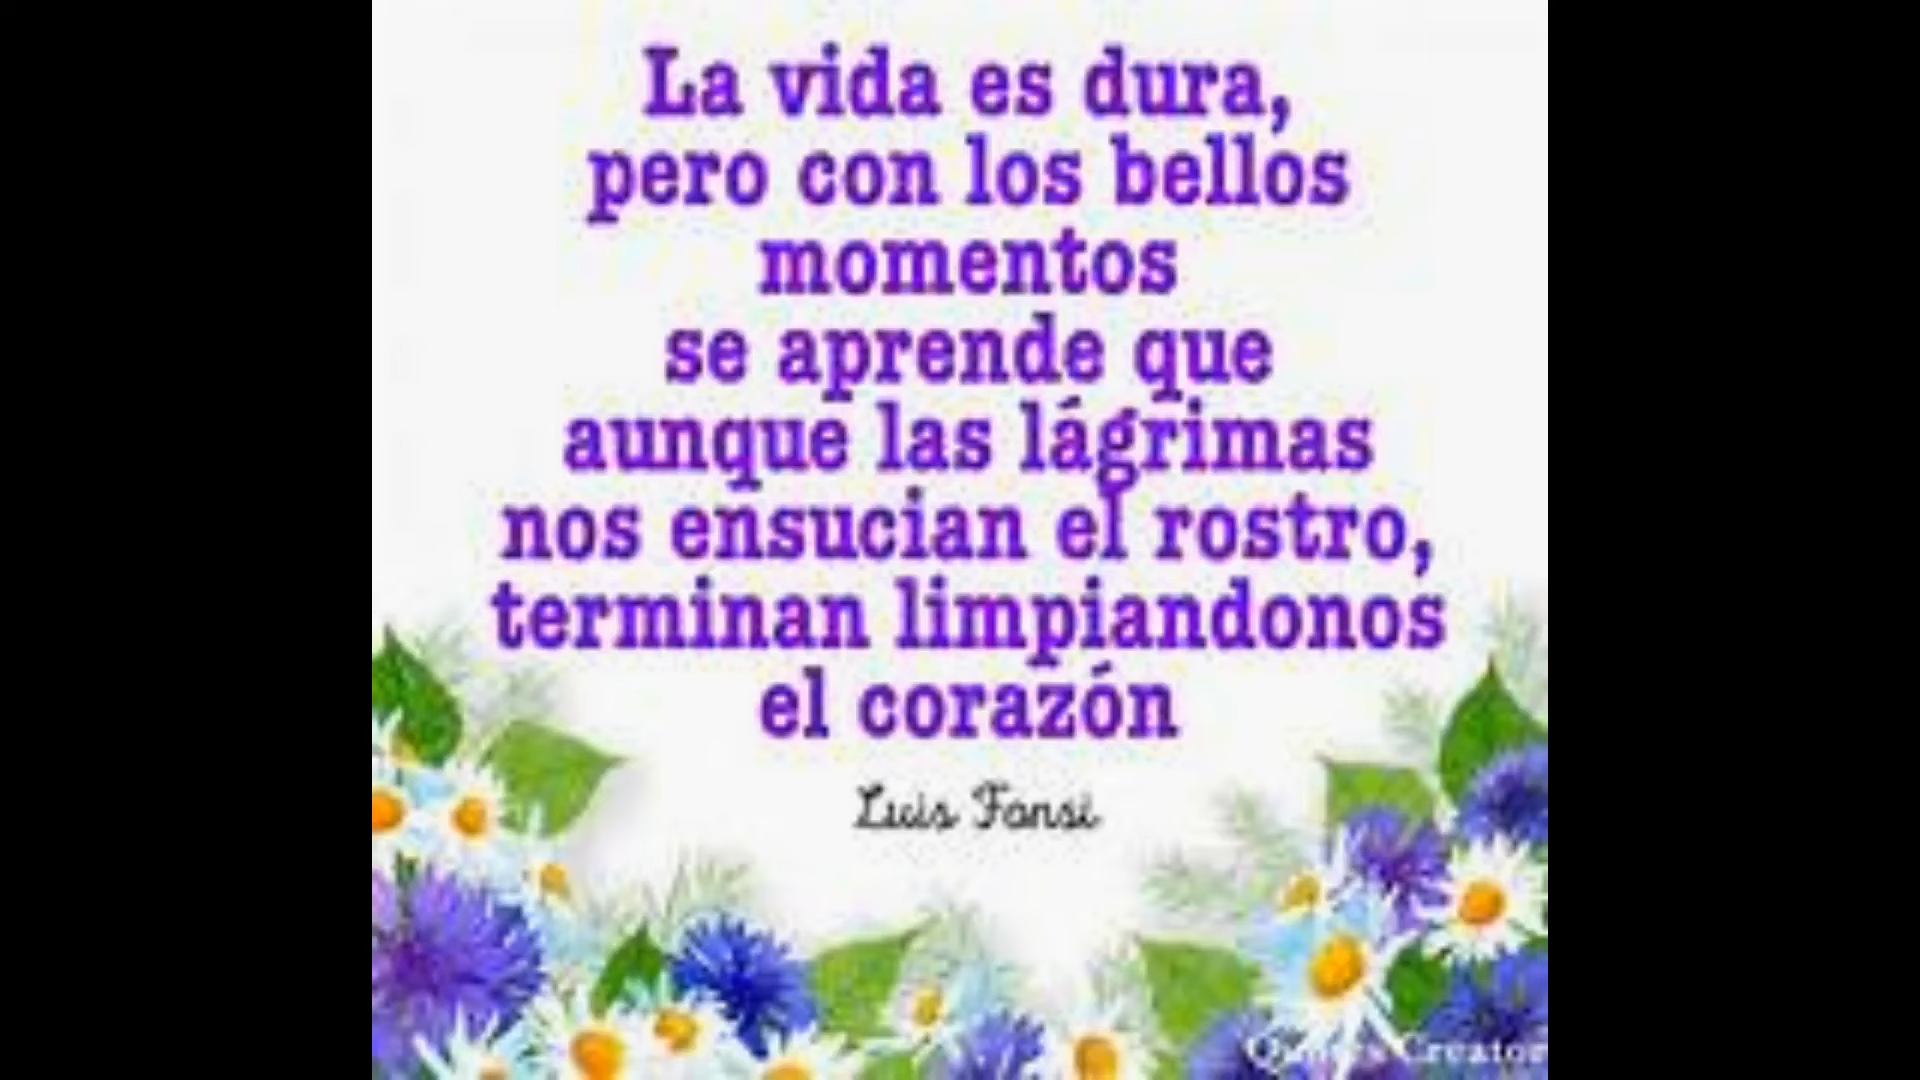 La vida es dura,
pero con los bellos
momentos
se aprende que
aunque las lágrimas
nos ensucian el rostro,
terminan limpiandonos
el corazón
Luis Fonsi
Creator